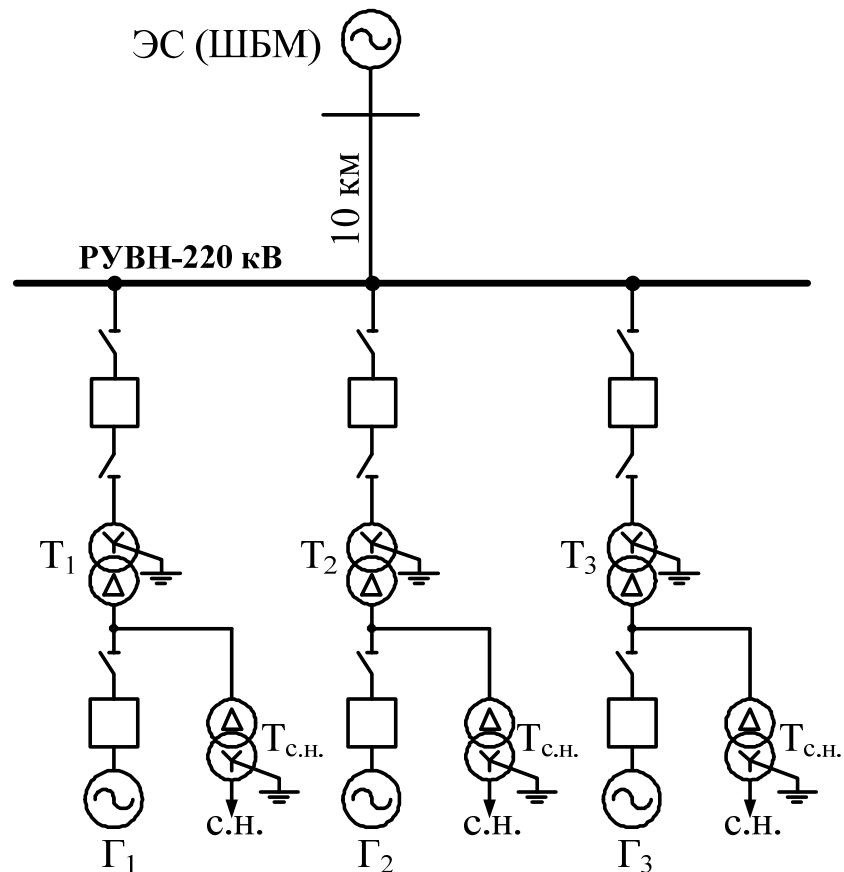 ЭС (ШБМ)
10 км
РУВН-220 кВ
Т1 Т2 Т3
Тс.н. Тс.н. Тс.н.
с.н. с.н. с.н.
Г1 Г2 Г3